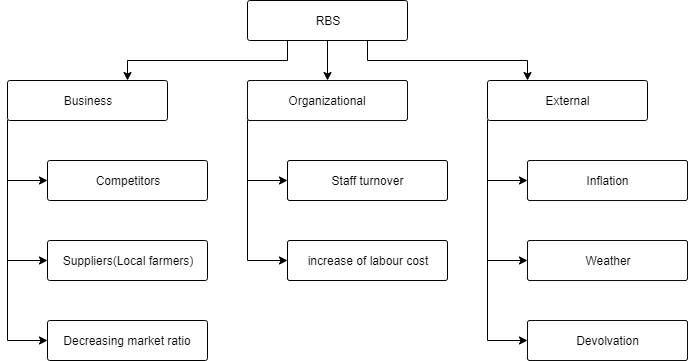 RBS
Business
Organizational
External
Competitors
Staff turnover
Inflation
Suppliers(Local farmers)
increase of labour cost
Weather
Decreasing market ratio
Devolvation